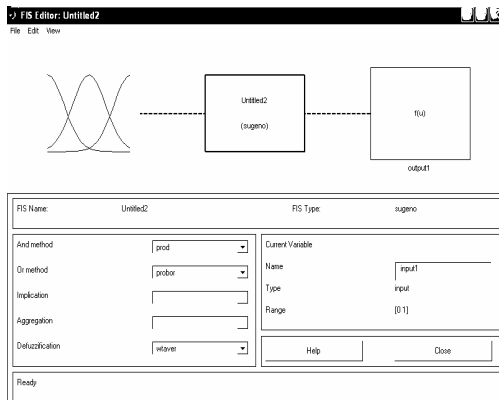 FIS Editor: Untitled2
File Edit View
Untitled2
(sugeno)
f(u)
output1
FIS Name: Untitled2 FIS Type: sugeno
And method prod
Or method probor
Implication
Aggregation
Defuzzification wtaver
Current Variable
Name input1
Type input
Range [0 1]
Help Close
Ready